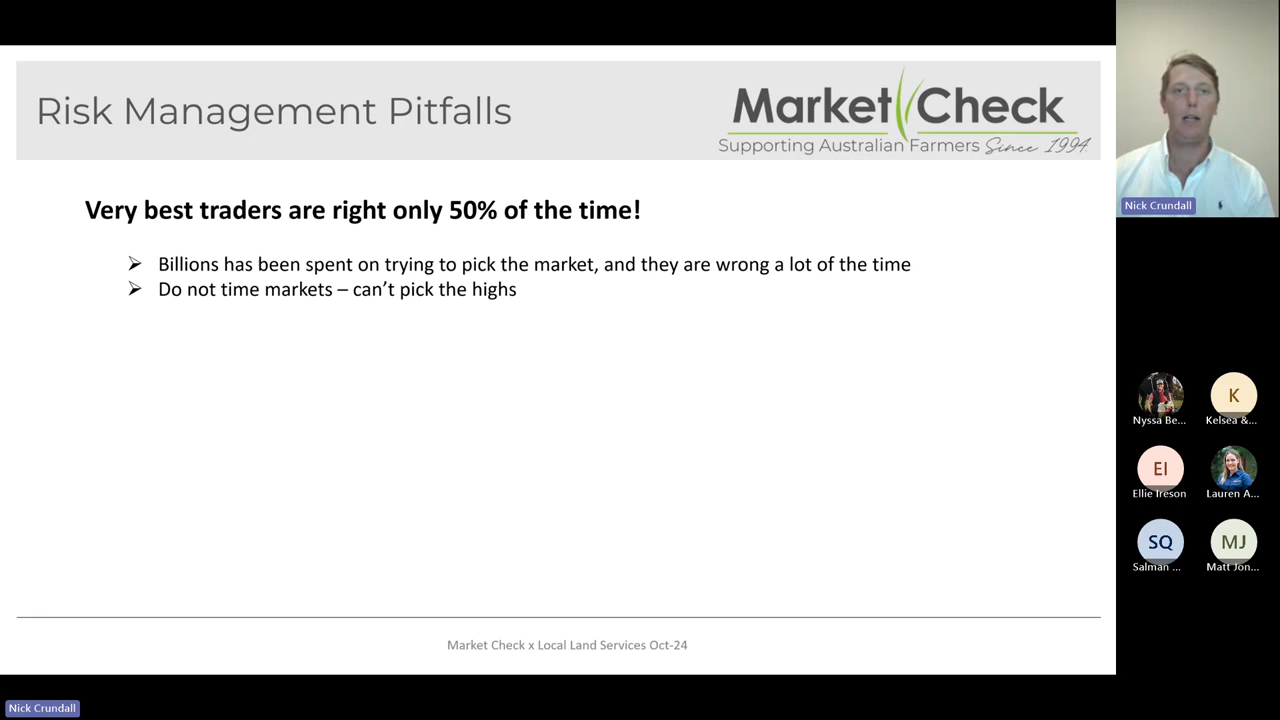 Risk Management Pitfalls
Market Check
Supporting Australian Farmers Since 1994
Very best traders are right only 50% of the time!
➢ Billions has been spent on trying to pick the market, and they are wrong a lot of the time
➢ Do not time markets – can’t pick the highs
Market Check x Local Land Services Oct-24
Nick Crundall
Nick Crundall
Nyssa Be...
K
Kelsea &...
EI
Ellie Ireson
Lauren A...
SQ
Salman ...
MJ
Matt Jon...